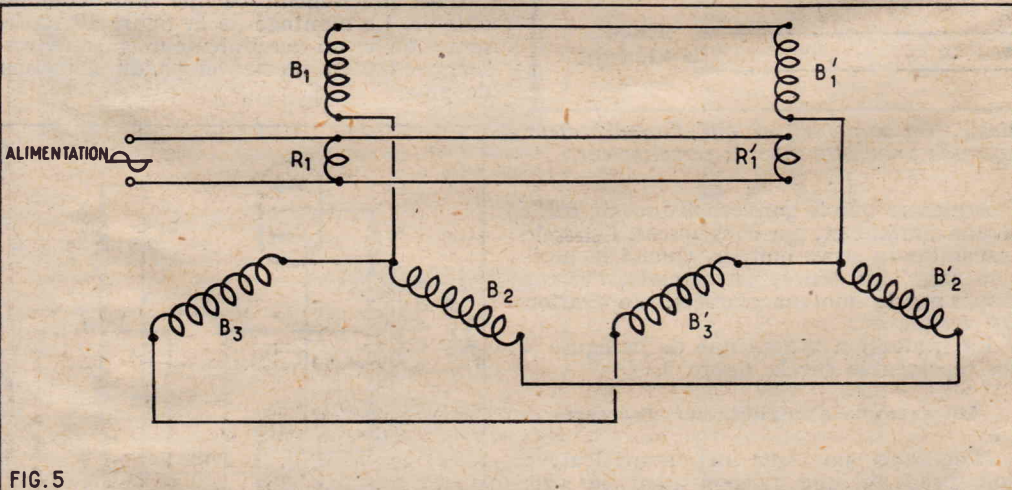 B₁
B'₁
ALIMENTATION
R₁
R'₁
B₂
B'₂
B₃
B'₃
FIG.5